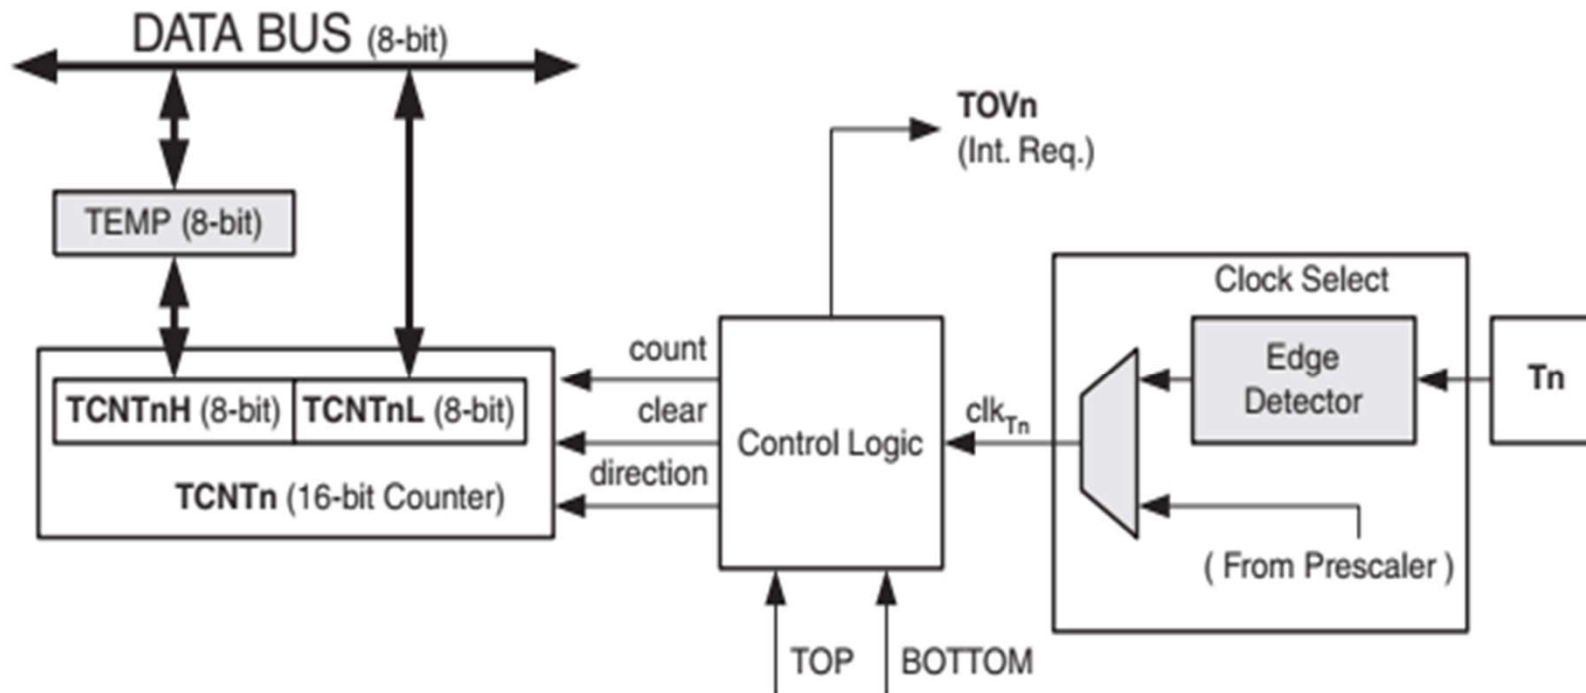 DATA BUS (8-bit)
TOVn
(Int. Req.)
TEMP (8-bit)
Clock Select
count
Edge
Detector
Tn
TCNTnH (8-bit)
TCNTnL (8-bit)
clear
clkTn
Control Logic
direction
TCNTn (16-bit Counter)
( From Prescaler )
TOP
BOTTOM